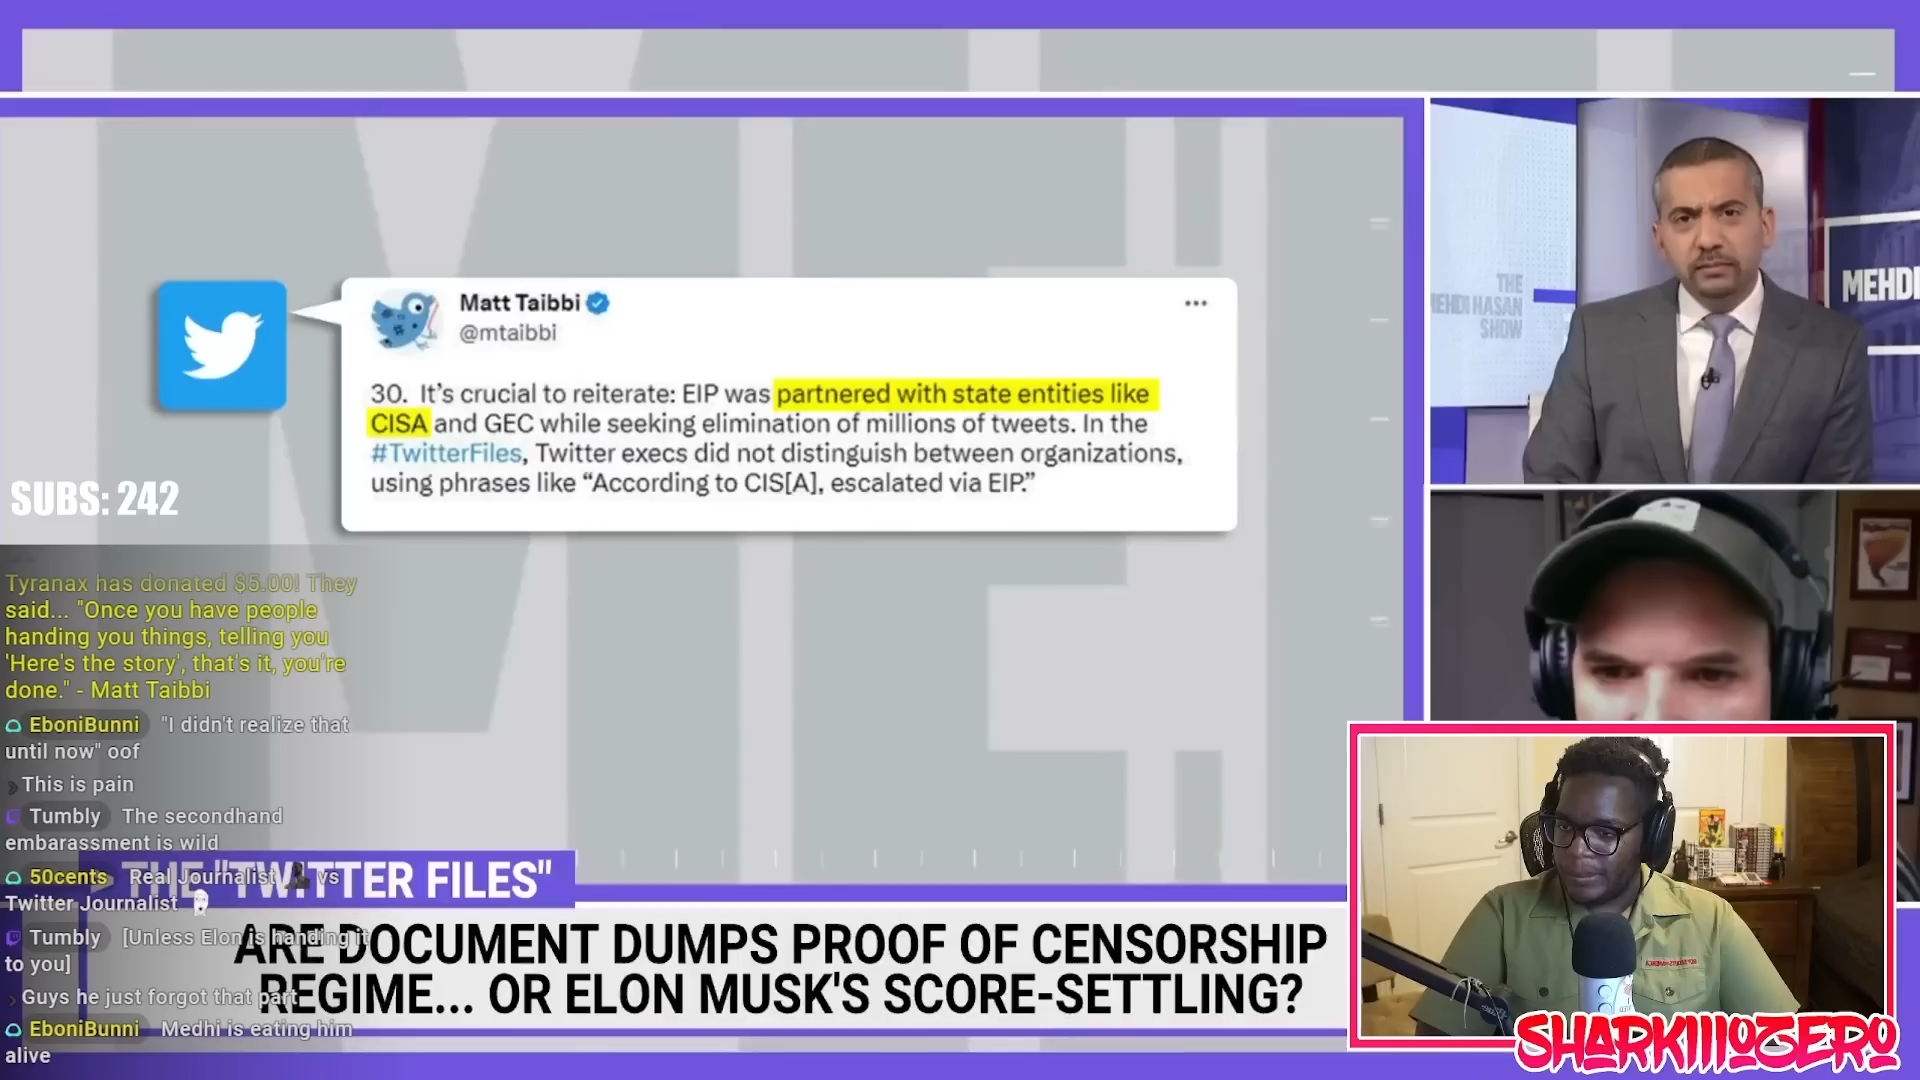 THE
MEHDI HASAN
SHOW
MEHDI
Matt Taibbi
@mtaibbi
30. It’s crucial to reiterate: EIP was partnered with state entities like
CISA and GEC while seeking elimination of millions of tweets. In the
#TwitterFiles, Twitter execs did not distinguish between organizations,
using phrases like “According to CIS[A], escalated via EIP.”
SUBS: 242
Tyranax has donated $5.00! They
said... "Once you have people
handing you things, telling you
'Here's the story', that's it, you're
done." - Matt Taibbi
EboniBunni "I didn't realize that
until now" oof
This is pain
Tumbly The secondhand
embarassment is wild
50cents Real Journalist vs
Twitter Journalist
Tumbly [Unless Elon is handing it
to you]
Guys he just forgot that part
EboniBunni Medhi is eating him
alive
THE "TWITTER FILES"
ARE DOCUMENT DUMPS PROOF OF CENSORSHIP
REGIME... OR ELON MUSK'S SCORE-SETTLING?
SHARKIIIOZERO